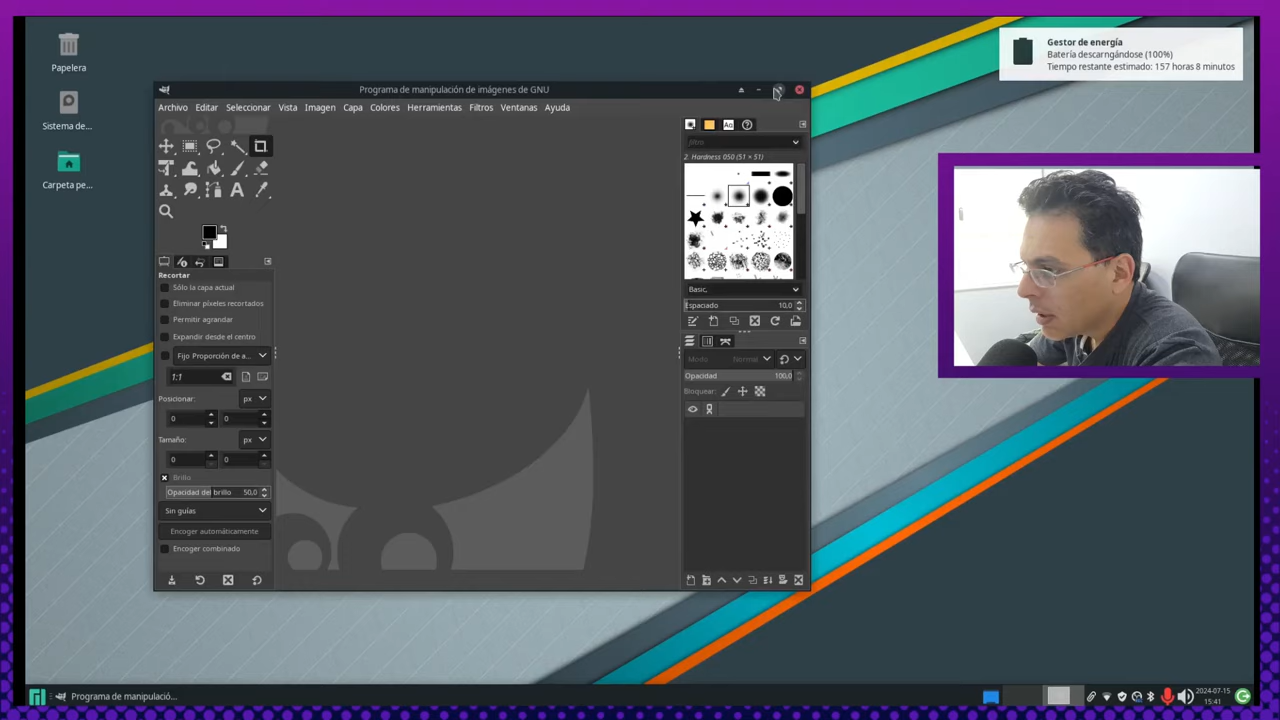 Papelera
Sistema de...
Carpeta pe...
Gestor de energía
Batería descarngándose (100%)
Tiempo restante estimado: 157 horas 8 minutos
Programa de manipulación de imágenes de GNU
Archivo Editar Seleccionar Vista Imagen Capa Colores Herramientas Filtros Ventanas Ayuda
Recortar
Sólo la capa actual
Eliminar píxeles recortados
Permitir agrandar
Expandir desde el centro
Fijo Proporción de a...
1:1
Posicionar: px
0 0
Tamaño: px
0 0
Brillo
Opacidad del brillo 50,0
Sin guías
Encoger automáticamente
Encoger combinado
Aa
filtro
2. Hardness 050 (51 × 51)
Basic,
Espaciado 10,0
Modo Normal
Opacidad 100,0
Bloquear:
Programa de manipulació...
2024-07-15
15:41